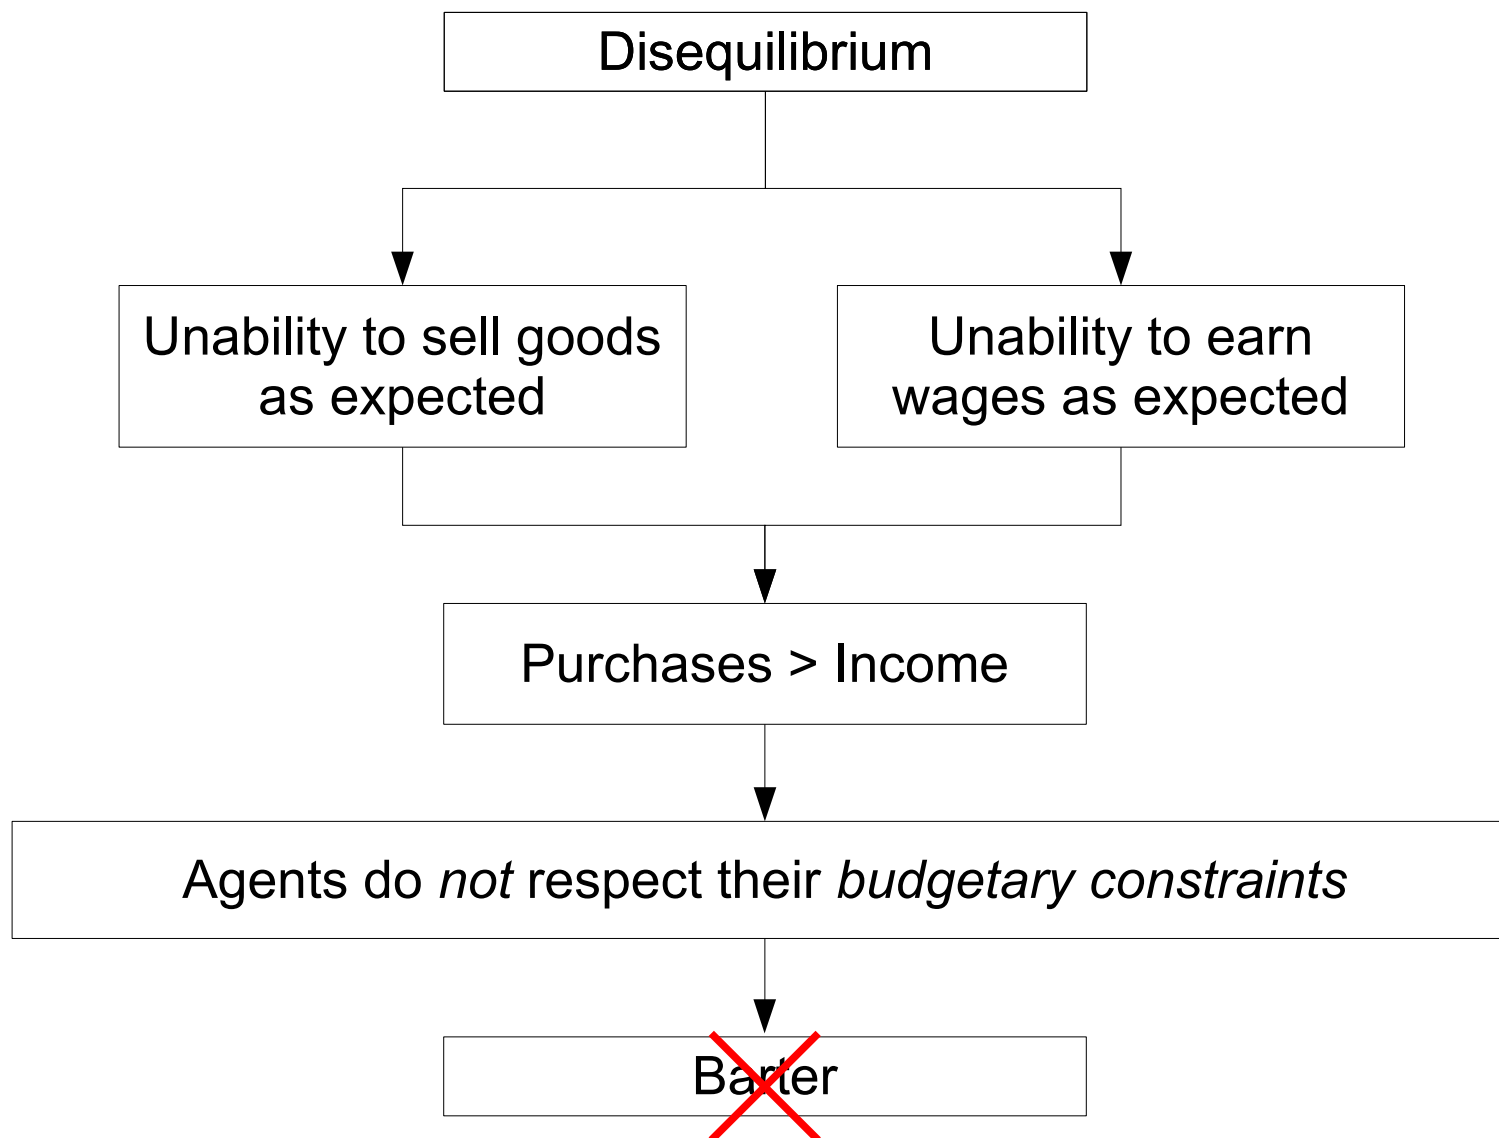 Disequilibrium
Unability to sell goods
as expected
Unability to earn
wages as expected
Purchases > Income
Agents do not respect their budgetary constraints
Barter